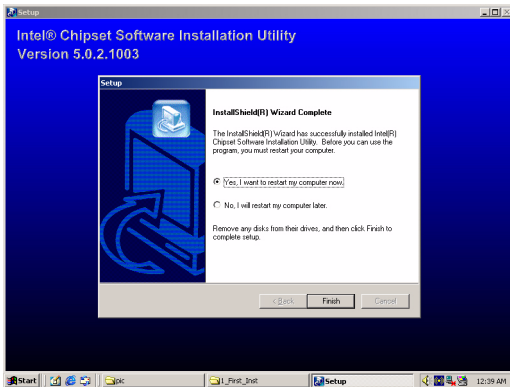 Setup
Intel® Chipset Software Installation Utility
Version 5.0.2.1003
Setup
InstallShield(R) Wizard Complete
The InstallShield(R) Wizard has successfully installed Intel(R)
Chipset Software Installation Utility. Before you can use the
program, you must restart your computer.
Yes, I want to restart my computer now.
No, I will restart my computer later.
Remove any disks from their drives, and then click Finish to
complete setup.
< Back Finish Cancel
Start pic 1_First_Inst Setup 12:39 AM